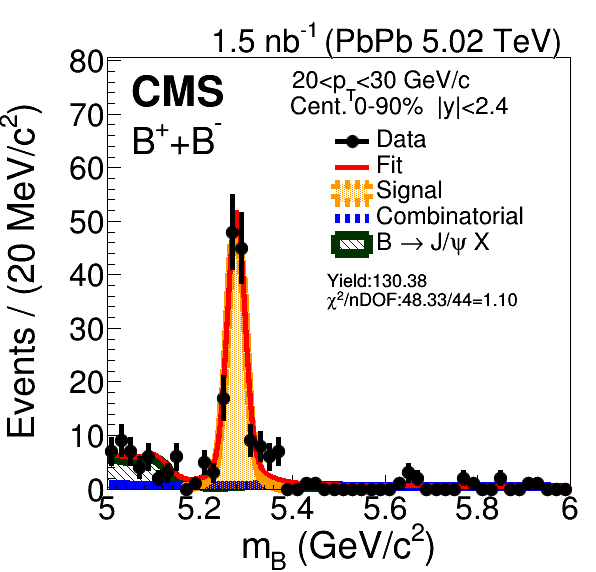 1.5 nb⁻¹ (PbPb 5.02 TeV)
CMS
B⁺+B⁻
20<p_T<30 GeV/c
Cent. 0-90% |y|<2.4
Data
Fit
Signal
Combinatorial
B → J/ψ X
Yield:130.38
χ²/nDOF:48.33/44=1.10
Events / (20 MeV/c²)
80
70
60
50
40
30
20
10
0
5 5.2 5.4 5.6 5.8 6
m_B (GeV/c²)